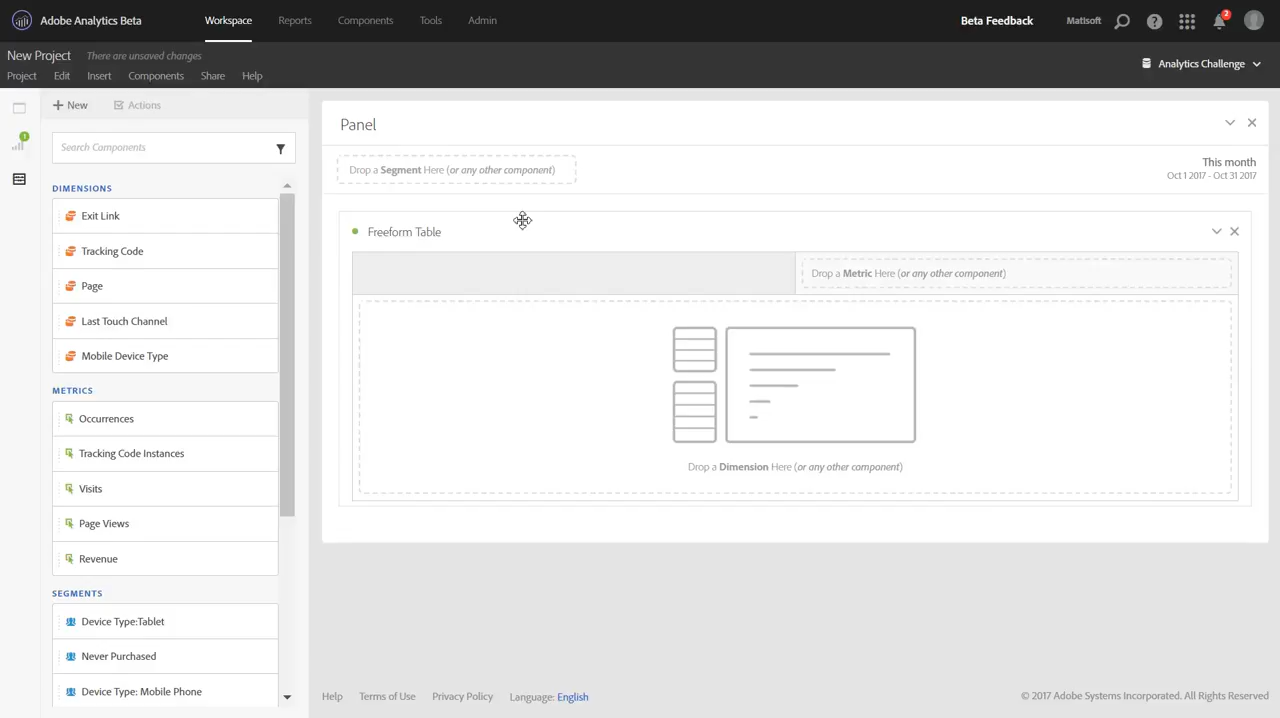 Adobe Analytics Beta
Workspace
Reports
Components
Tools
Admin
Beta Feedback
Matisoft
?
2
New Project
There are unsaved changes
Project
Edit
Insert
Components
Share
Help
Analytics Challenge
1
+ New
Actions
Search Components
DIMENSIONS
Exit Link
Tracking Code
Page
Last Touch Channel
Mobile Device Type
METRICS
Occurrences
Tracking Code Instances
Visits
Page Views
Revenue
SEGMENTS
Device Type:Tablet
Never Purchased
Device Type: Mobile Phone
Panel
Drop a Segment Here (or any other component)
This month
Oct 1 2017 - Oct 31 2017
Freeform Table
Drop a Metric Here (or any other component)
Drop a Dimension Here (or any other component)
Help
Terms of Use
Privacy Policy
Language: English
© 2017 Adobe Systems Incorporated. All Rights Reserved